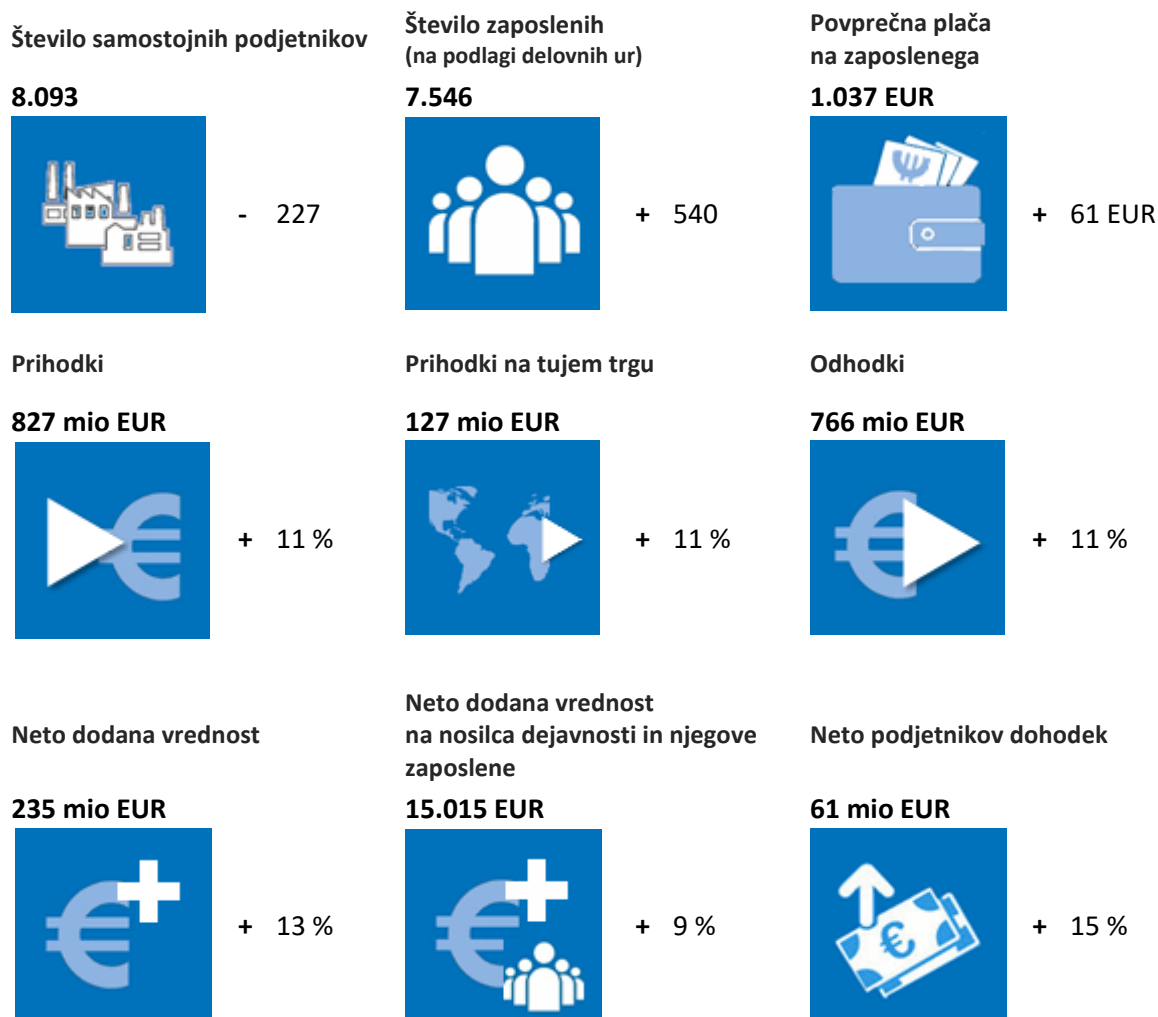 Število samostojnih podjetnikov
8.093
- 227
Število zaposlenih
(na podlagi delovnih ur)
7.546
+ 540
Povprečna plača
na zaposlenega
1.037 EUR
+ 61 EUR
Prihodki
827 mio EUR
+ 11 %
Prihodki na tujem trgu
127 mio EUR
+ 11 %
Odhodki
766 mio EUR
+ 11 %
Neto dodana vrednost
235 mio EUR
+ 13 %
Neto dodana vrednost
na nosilca dejavnosti in njegove
zaposlene
15.015 EUR
+ 9 %
Neto podjetnikov dohodek
61 mio EUR
+ 15 %